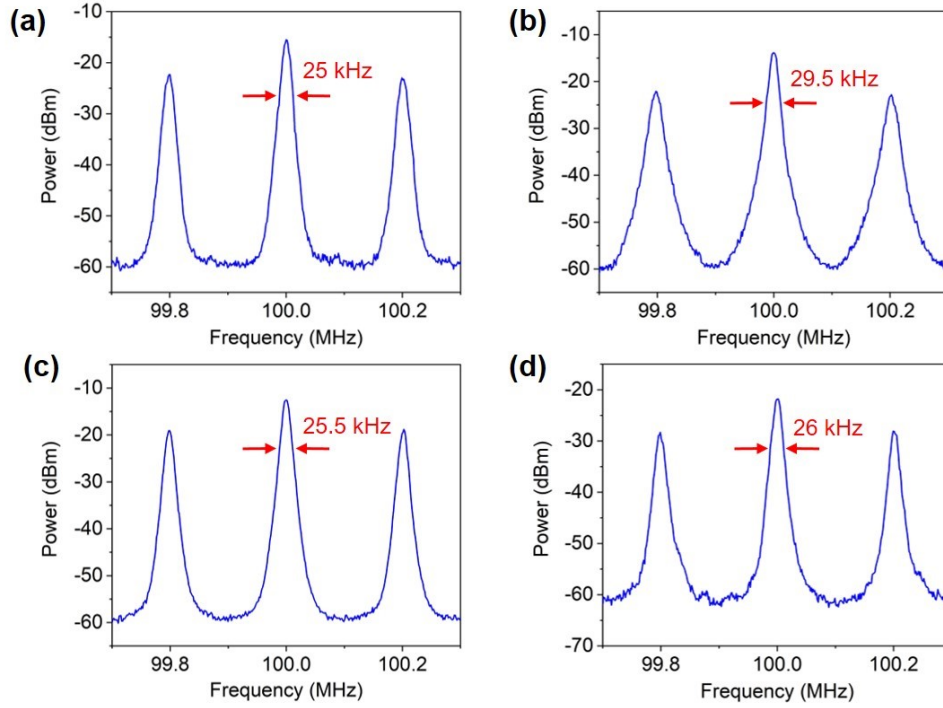 (a)
-10
-20
-30
-40
-50
-60
Power (dBm)
25 kHz
99.8
100.0
100.2
Frequency (MHz)
(b)
-10
-20
-30
-40
-50
-60
Power (dBm)
29.5 kHz
99.8
100.0
100.2
Frequency (MHz)
(c)
-10
-20
-30
-40
-50
-60
Power (dBm)
25.5 kHz
99.8
100.0
100.2
Frequency (MHz)
(d)
-20
-30
-40
-50
-60
-70
Power (dBm)
26 kHz
99.8
100.0
100.2
Frequency (MHz)